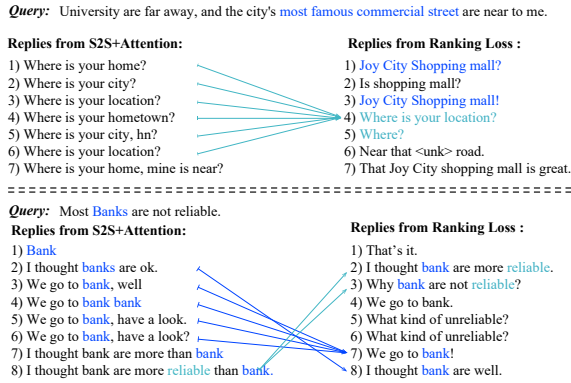 Query: University are far away, and the city's most famous commercial street are near to me.
Replies from S2S+Attention:
1) Where is your home?
2) Where is your city?
3) Where is your location?
4) Where is your hometown?
5) Where is your city, hn?
6) Where is your location?
7) Where is your home, mine is near?
Replies from Ranking Loss :
1) Joy City Shopping mall?
2) Is shopping mall?
3) Joy City Shopping mall!
4) Where is your location?
5) Where?
6) Near that <unk> road.
7) That Joy City shopping mall is great.
Query: Most Banks are not reliable.
Replies from S2S+Attention:
1) Bank
2) I thought banks are ok.
3) We go to bank, well
4) We go to bank bank
5) We go to bank, have a look.
6) We go to bank, have a look?
7) I thought bank are more than bank
8) I thought bank are more reliable than bank.
Replies from Ranking Loss :
1) That's it.
2) I thought bank are more reliable.
3) Why bank are not reliable?
4) We go to bank.
5) What kind of unreliable?
6) What kind of unreliable?
7) We go to bank!
8) I thought bank are well.